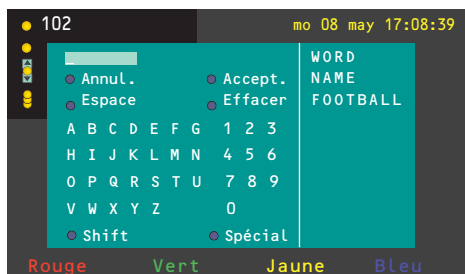 102 mo 08 may 17:08:39
_ WORD
Annul. Accept. NAME
Espace Effacer FOOTBALL
A B C D E F G 1 2 3
H I J K L M N 4 5 6
O P Q R S T U 7 8 9
V W X Y Z 0
Shift Spécial
Rouge Vert Jaune Bleu